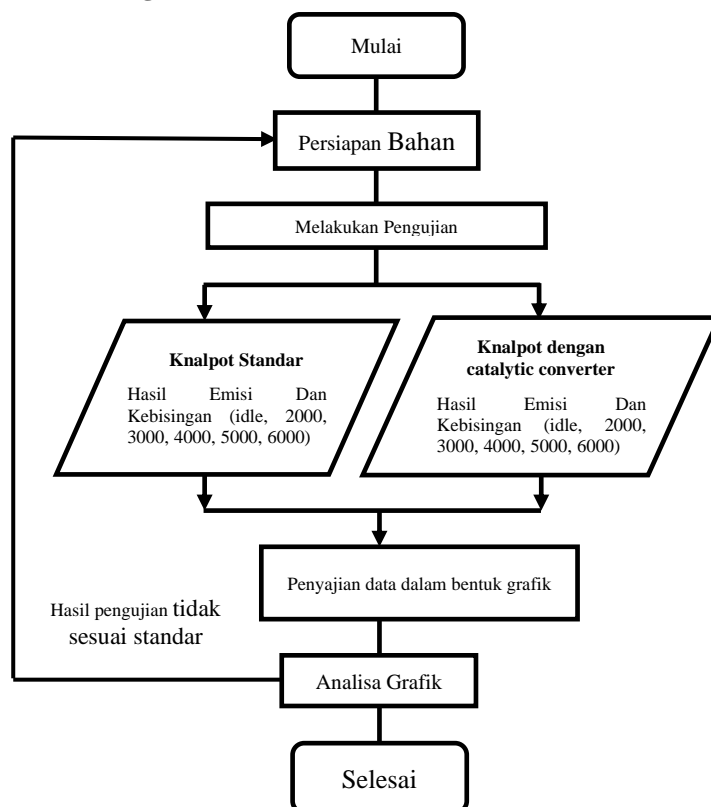 Mulai
Persiapan Bahan
Melakukan Pengujian
Knalpot Standar
Hasil Emisi Dan
Kebisingan (idle, 2000,
3000, 4000, 5000, 6000)
Knalpot dengan
catalytic converter
Hasil Emisi Dan
Kebisingan (idle, 2000,
3000, 4000, 5000, 6000)
Penyajian data dalam bentuk grafik
Hasil pengujian tidak
sesuai standar
Analisa Grafik
Selesai